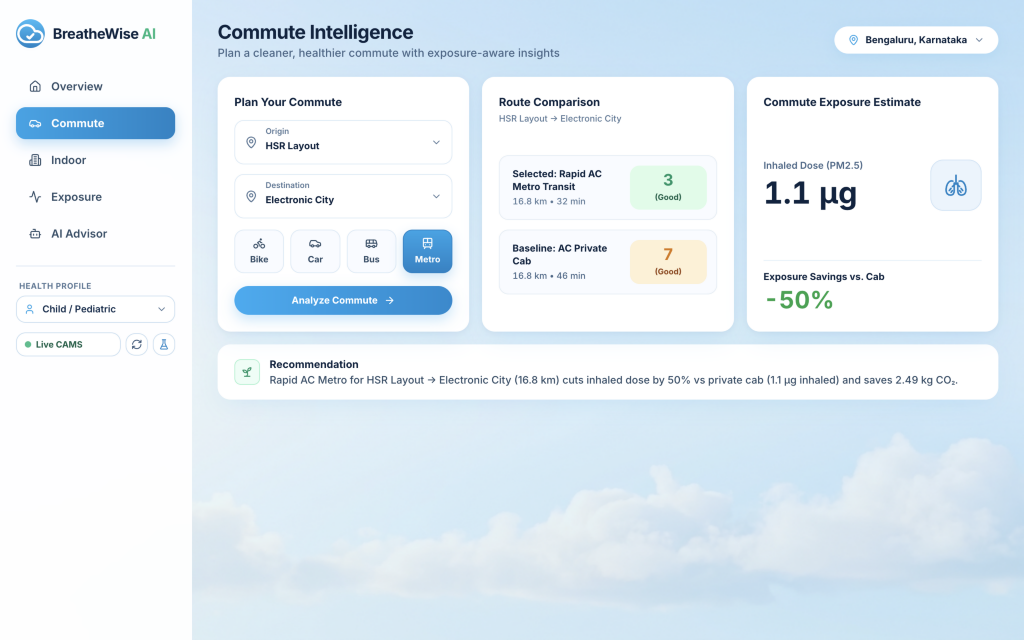 BreatheWise AI
Overview
Commute
Indoor
Exposure
AI Advisor
HEALTH PROFILE
Child / Pediatric
Live CAMS
Commute Intelligence
Plan a cleaner, healthier commute with exposure-aware insights
Bengaluru, Karnataka
Plan Your Commute
Origin
HSR Layout
Destination
Electronic City
Bike
Car
Bus
Metro
Analyze Commute →
Route Comparison
HSR Layout → Electronic City
Selected: Rapid AC
Metro Transit
16.8 km • 32 min
3
(Good)
Baseline: AC Private
Cab
16.8 km • 46 min
7
(Good)
Commute Exposure Estimate
Inhaled Dose (PM2.5)
1.1 µg
Exposure Savings vs. Cab
-50%
Recommendation
Rapid AC Metro for HSR Layout → Electronic City (16.8 km) cuts inhaled dose by 50% vs private cab (1.1 µg inhaled) and saves 2.49 kg CO₂.